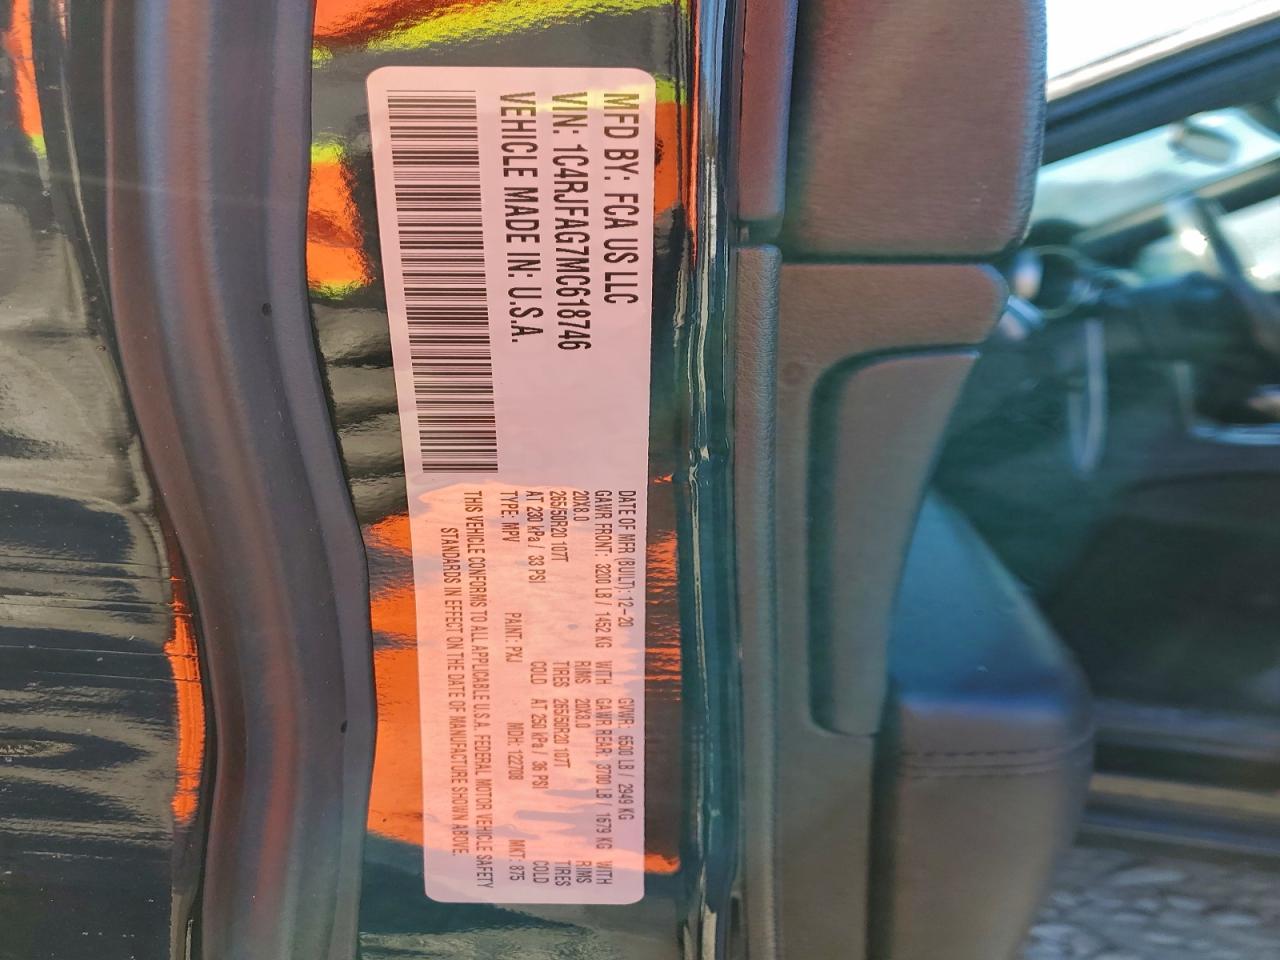 MFD BY: FCA US LLC
VIN: 1C4RJFAG7MC618746
VEHICLE MADE IN: U.S.A.
DATE OF MFR (BUILT): 12-20 GVWR: 6500 LB / 2949 KG
GAWR FRONT: 3200 LB / 1452 KG WITH GAWR REAR: 3700 LB / 1679 KG WITH
20X8.0 RIMS 20X8.0 RIMS
265/50R20 107T TIRES 265/50R20 107T TIRES
AT 230 kPa / 33 PSI COLD AT 250 kPa / 36 PSI COLD
TYPE: MPV PAINT: PXJ MDH: 122708 MKT: 875
THIS VEHICLE CONFORMS TO ALL APPLICABLE U.S.A. FEDERAL MOTOR VEHICLE SAFETY
STANDARDS IN EFFECT ON THE DATE OF MANUFACTURE SHOWN ABOVE.